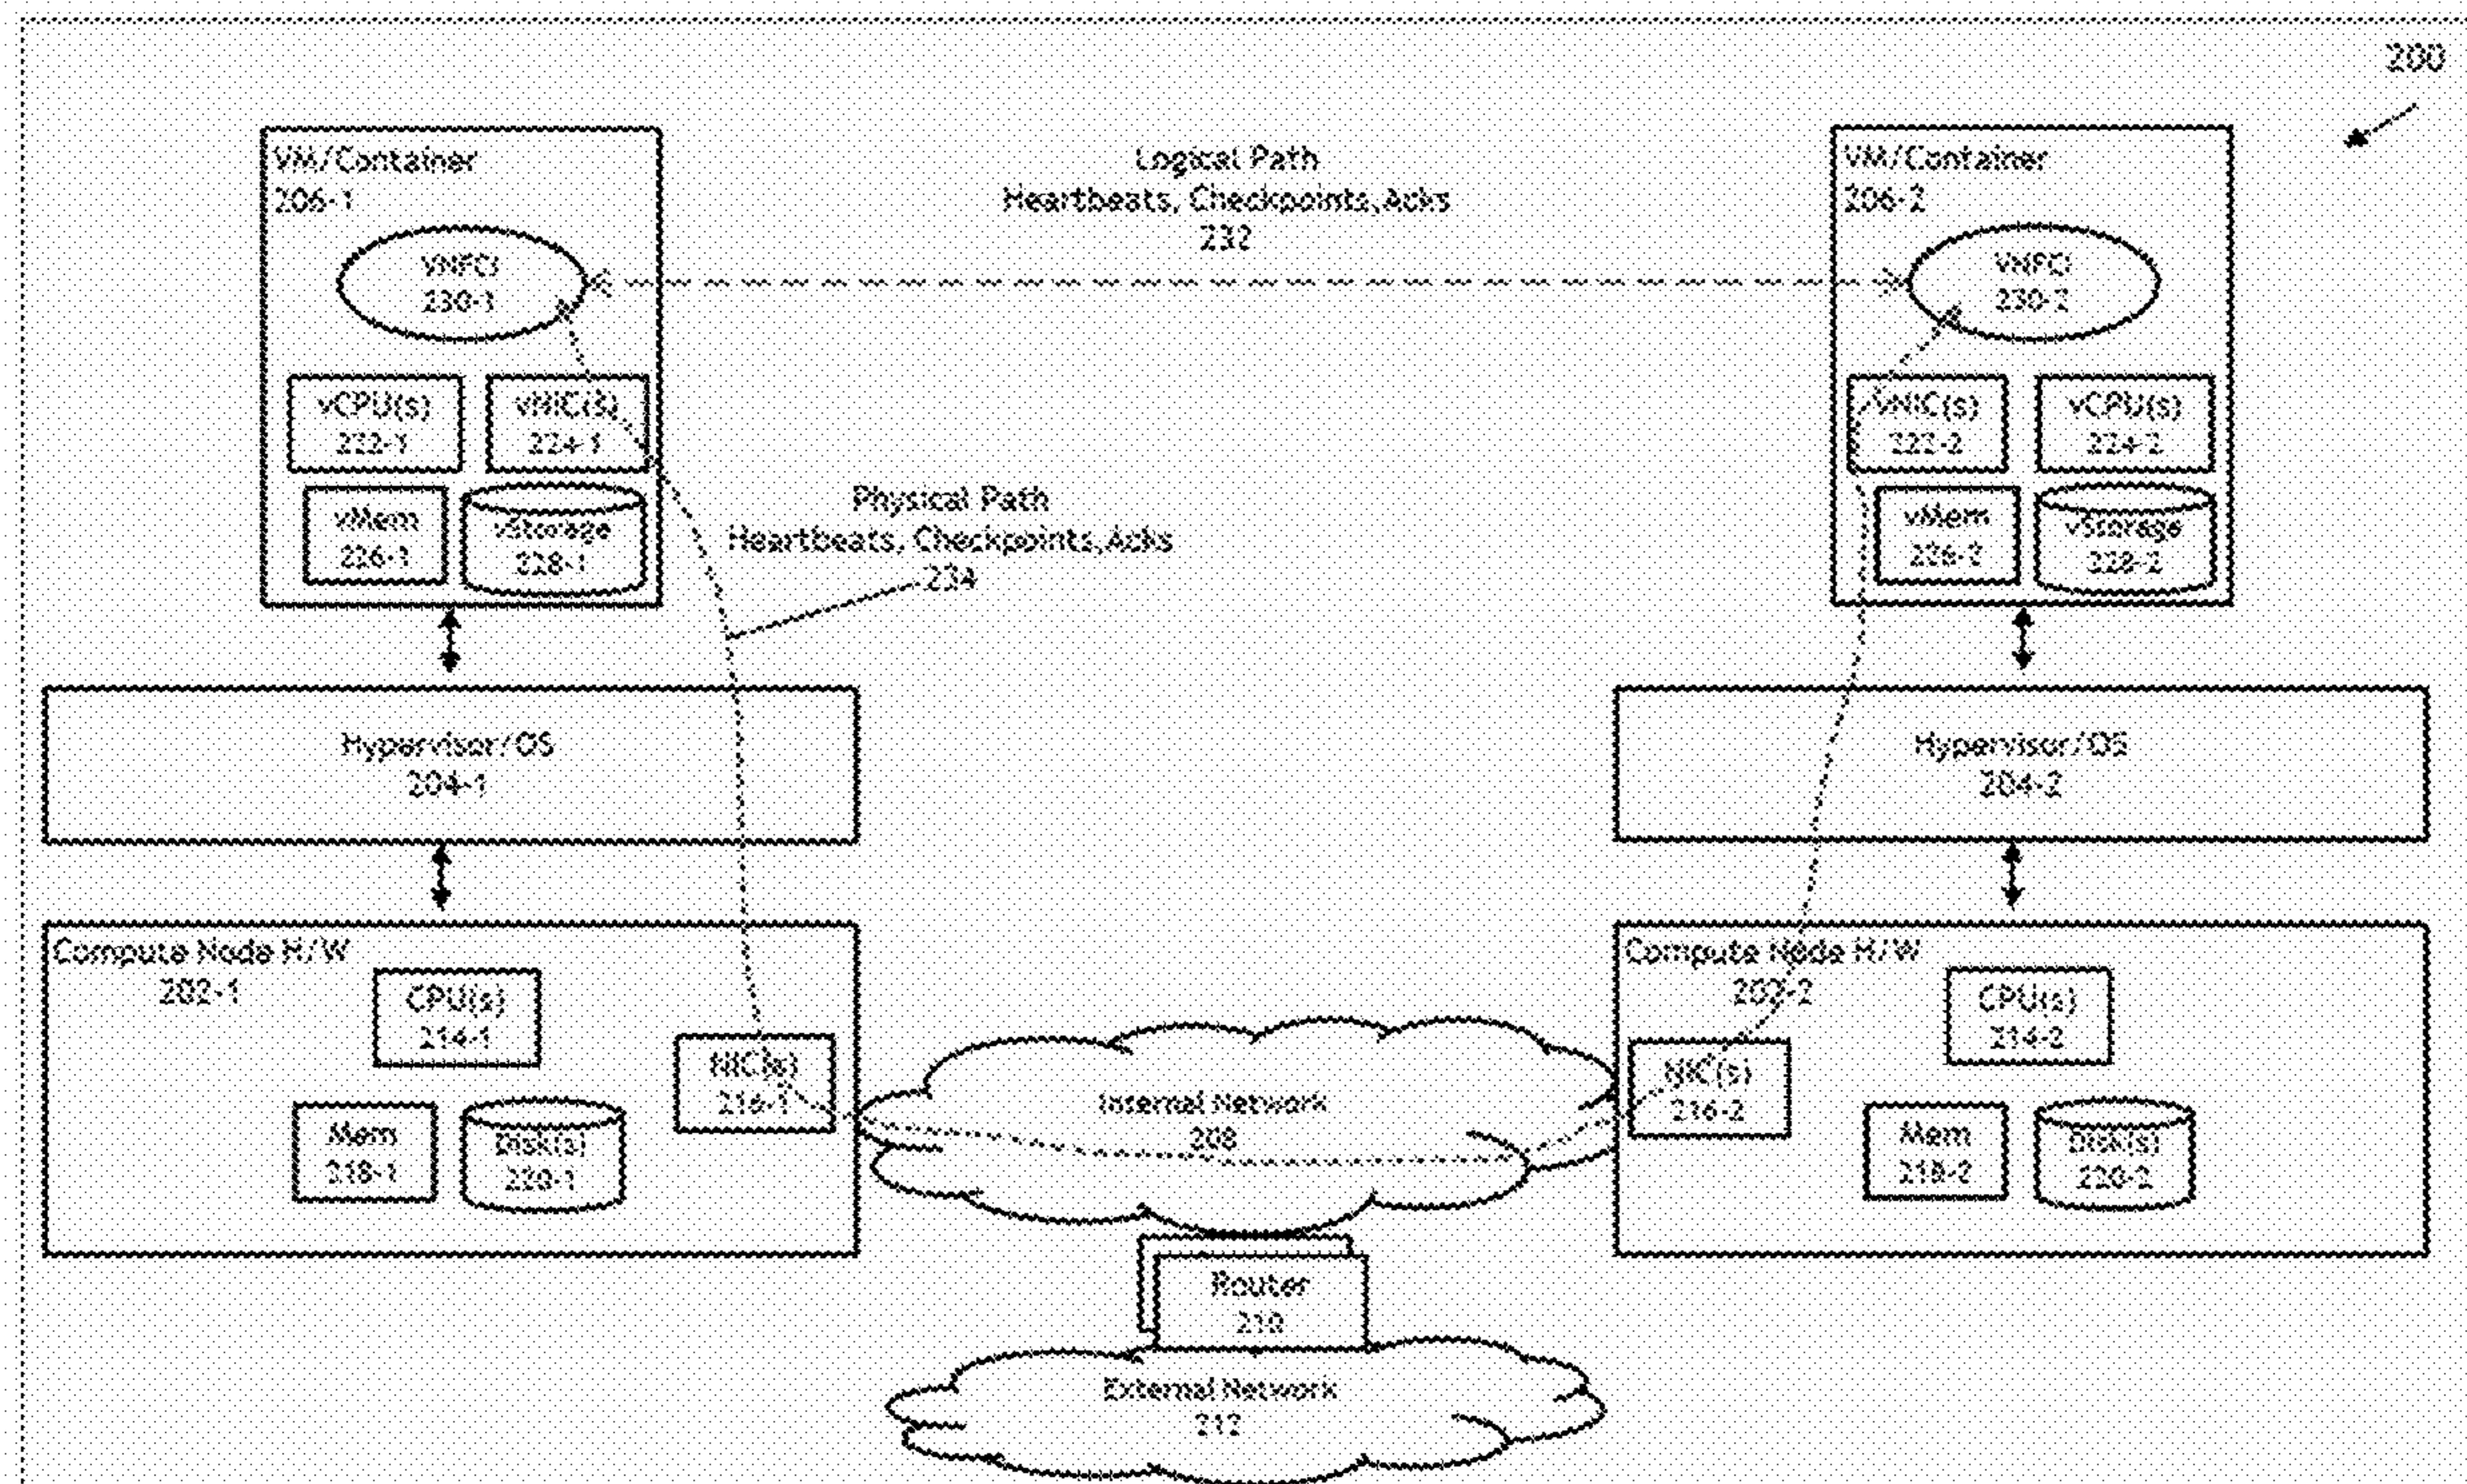 200
VM/Container
206-1
VNFCI
230-1
vCPU(s)
222-1
vNIC(s)
224-1
vMem
226-1
vStorage
228-1
Logical Path
Heartbeats, Checkpoints,Acks
232
VM/Container
206-2
VNFCI
230-2
vNIC(s)
222-2
vCPU(s)
224-2
vMem
226-2
vStorage
228-2
Physical Path
Heartbeats, Checkpoints,Acks
234
Hypervisor/OS
204-1
Hypervisor/OS
204-2
Compute Node H/W
202-1
CPU(s)
214-1
NIC(s)
216-1
Mem
218-1
Disk(s)
220-1
Internal Network
208
Compute Node H/W
202-2
CPU(s)
214-2
NIC(s)
216-2
Mem
218-2
Disk(s)
220-2
Router
210
External Network
212